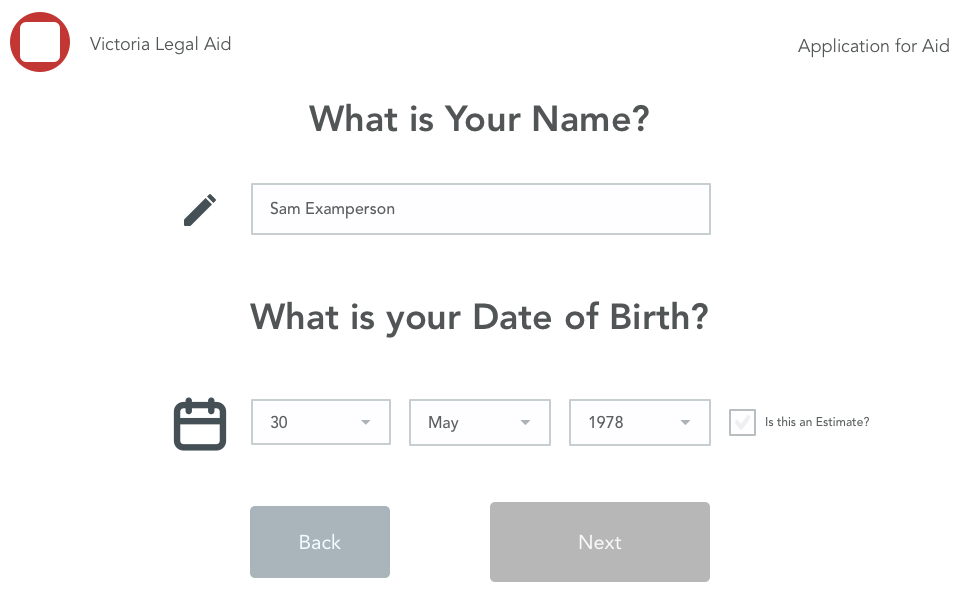 Victoria Legal Aid
Application for Aid
What is Your Name?
Sam Examperson
What is your Date of Birth?
30
May
1978
Is this an Estimate?
Back
Next